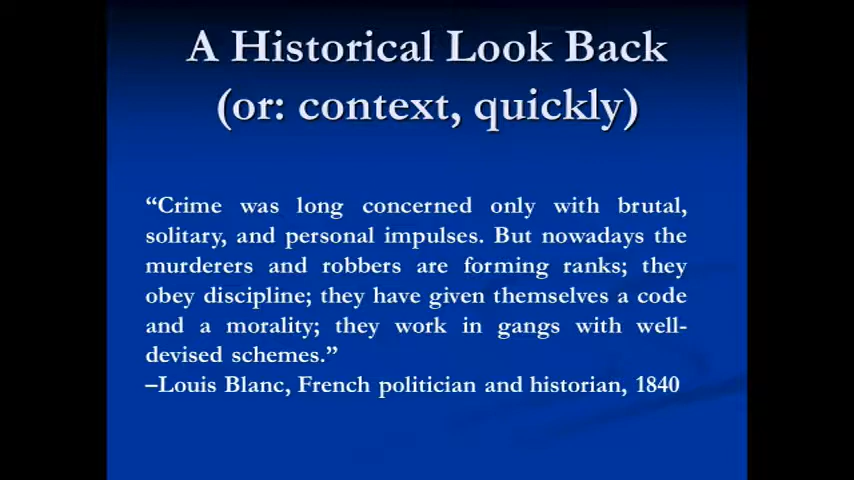 A Historical Look Back
(or: context, quickly)
“Crime was long concerned only with brutal,
solitary, and personal impulses. But nowadays the
murderers and robbers are forming ranks; they
obey discipline; they have given themselves a code
and a morality; they work in gangs with well-
devised schemes.”
–Louis Blanc, French politician and historian, 1840